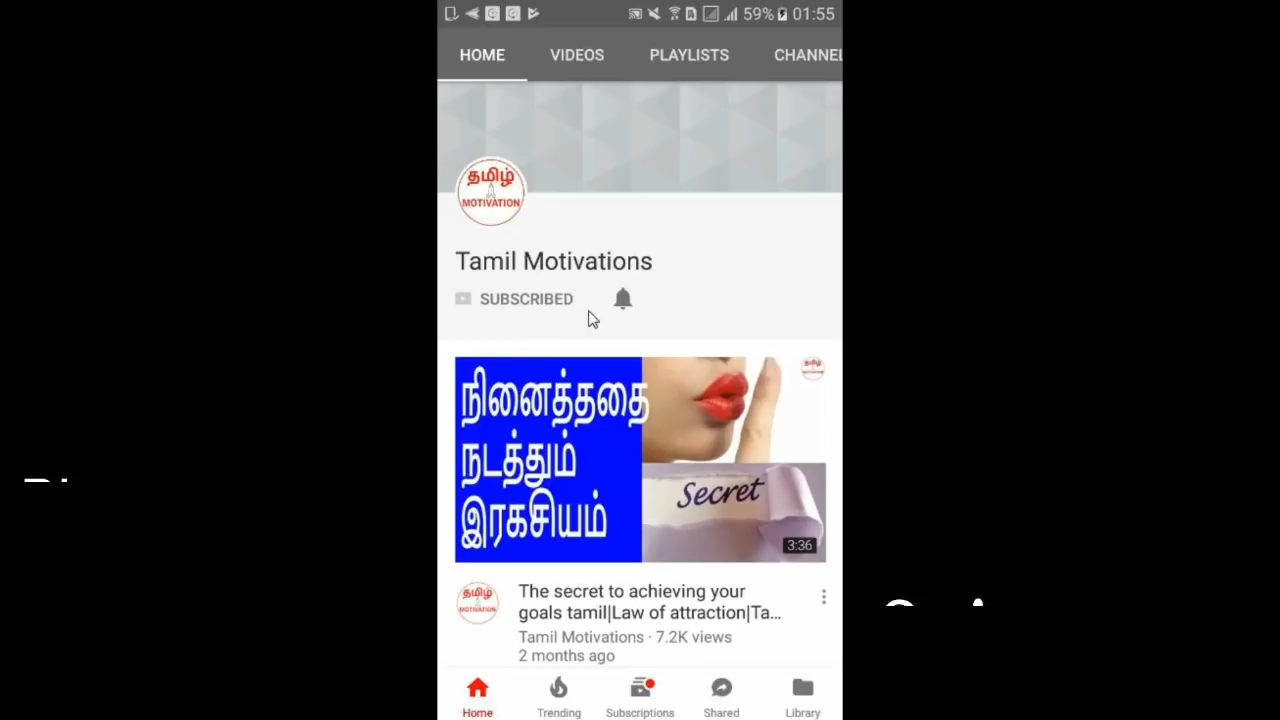 59% 01:55
HOME VIDEOS PLAYLISTS CHANNEL
தமிழ்
MOTIVATION
Tamil Motivations
SUBSCRIBED
நினைத்ததை
நடத்தும்
இரகசியம்
Secret
3:36
தமிழ்
MOTIVATION
The secret to achieving your
goals tamil|Law of attraction|Ta...
Tamil Motivations · 7.2K views
2 months ago
Home Trending Subscriptions Shared Library